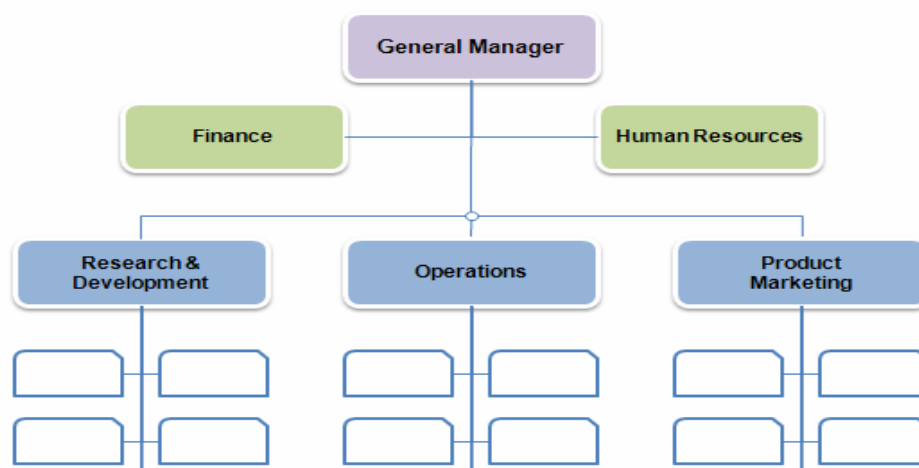 General Manager
Finance
Human Resources
Research &
Development
Operations
Product
Marketing